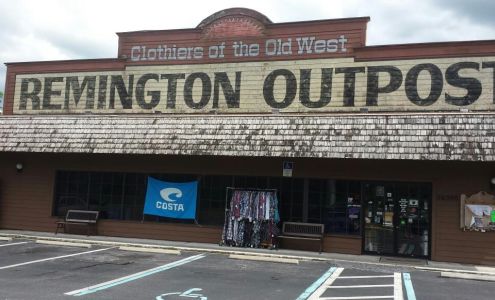 Clothiers of the Old West
REMINGTON OUTPOST
COSTA